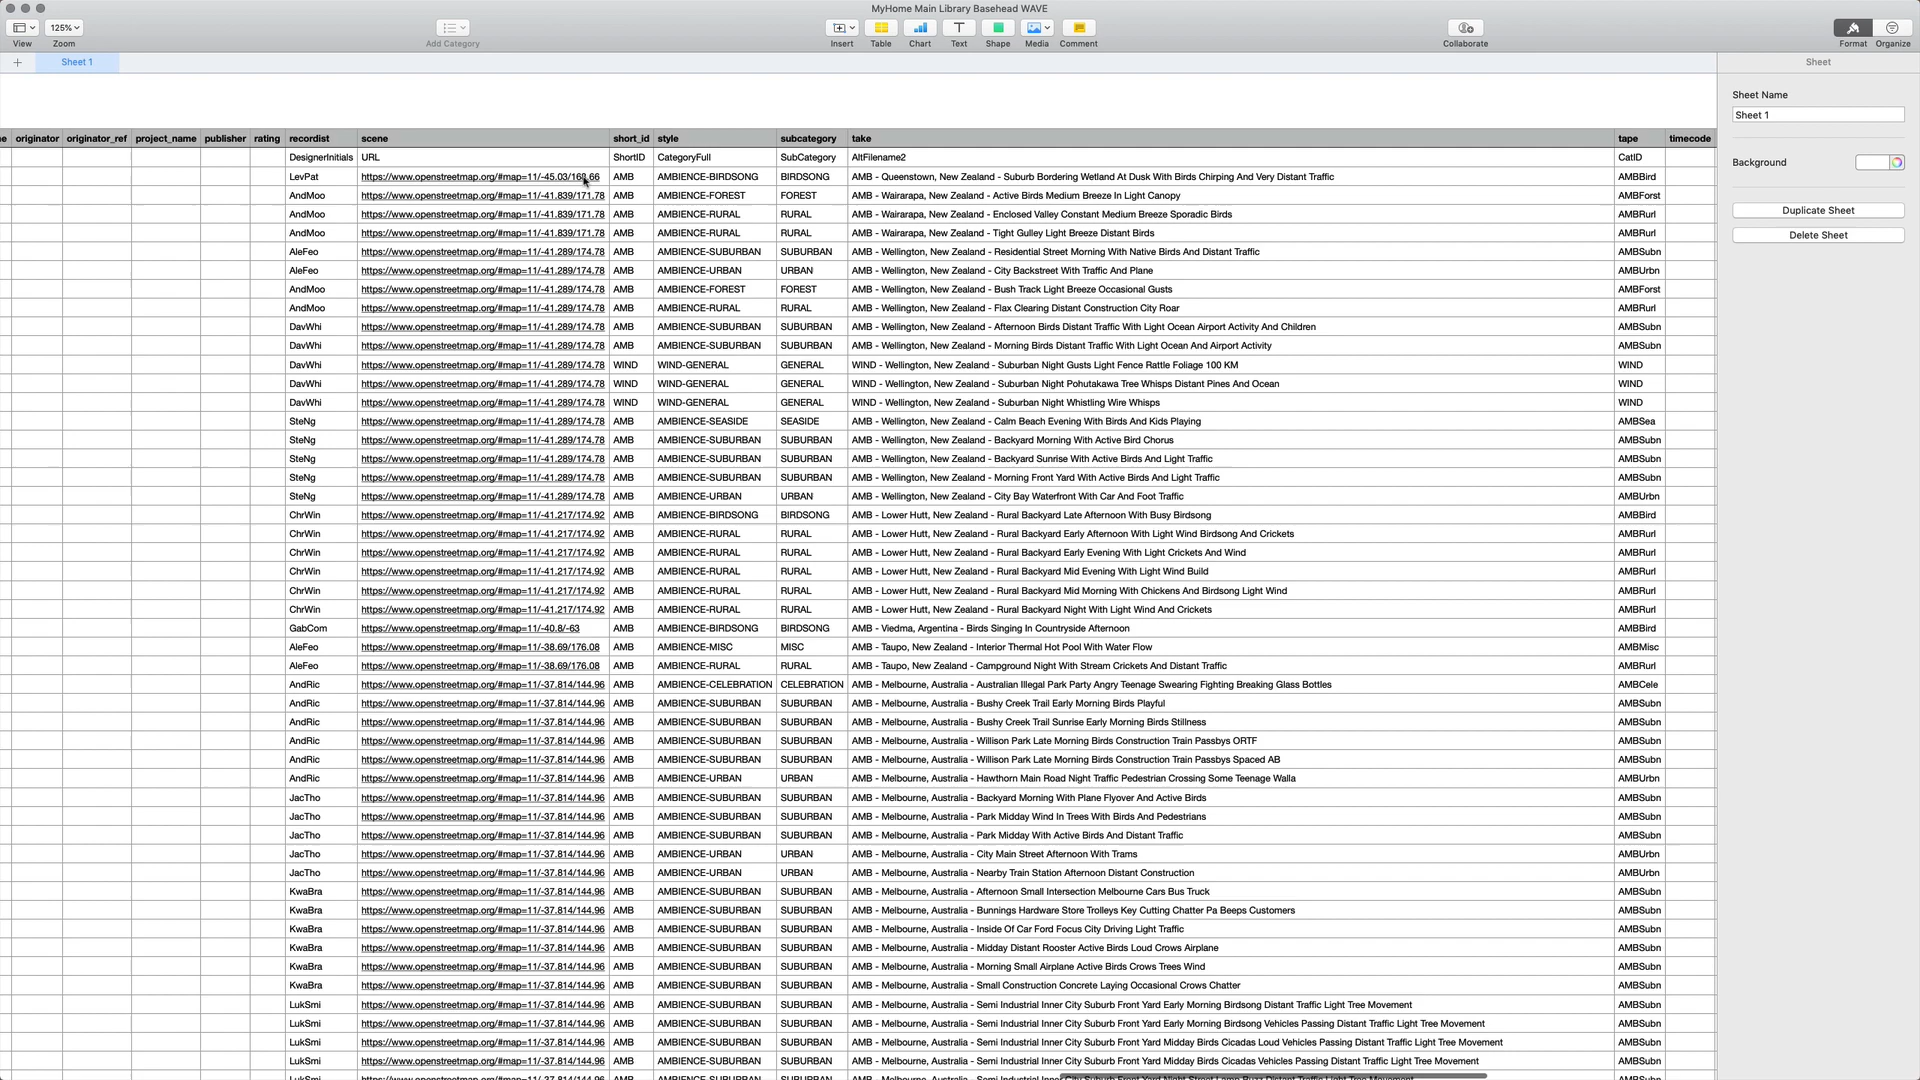 MyHome Main Library Basehead WAVE
125%
View Zoom Add Category Insert Table Chart Text Shape Media Comment Collaborate Format Organize
Sheet 1
Sheet
Sheet Name
Sheet 1
Background
Duplicate Sheet
Delete Sheet
originator originator_ref project_name publisher rating recordist scene short_id style subcategory take tape timecode
DesignerInitials URL ShortID CategoryFull SubCategory AltFilename2 CatID
LevPat https://www.openstreetmap.org/#map=11/-45.03/168.66 AMB AMBIENCE-BIRDSONG BIRDSONG AMB - Queenstown, New Zealand - Suburb Bordering Wetland At Dusk With Birds Chirping And Very Distant Traffic AMBBird
AndMoo https://www.openstreetmap.org/#map=11/-41.839/171.78 AMB AMBIENCE-FOREST FOREST AMB - Wairarapa, New Zealand - Active Birds Medium Breeze In Light Canopy AMBForst
AndMoo https://www.openstreetmap.org/#map=11/-41.839/171.78 AMB AMBIENCE-RURAL RURAL AMB - Wairarapa, New Zealand - Enclosed Valley Constant Medium Breeze Sporadic Birds AMBRurl
AndMoo https://www.openstreetmap.org/#map=11/-41.839/171.78 AMB AMBIENCE-RURAL RURAL AMB - Wairarapa, New Zealand - Tight Gulley Light Breeze Distant Birds AMBRurl
AleFeo https://www.openstreetmap.org/#map=11/-41.289/174.78 AMB AMBIENCE-SUBURBAN SUBURBAN AMB - Wellington, New Zealand - Residential Street Morning With Native Birds And Distant Traffic AMBSubn
AleFeo https://www.openstreetmap.org/#map=11/-41.289/174.78 AMB AMBIENCE-URBAN URBAN AMB - Wellington, New Zealand - City Backstreet With Traffic And Plane AMBUrbn
AndMoo https://www.openstreetmap.org/#map=11/-41.289/174.78 AMB AMBIENCE-FOREST FOREST AMB - Wellington, New Zealand - Bush Track Light Breeze Occasional Gusts AMBForst
AndMoo https://www.openstreetmap.org/#map=11/-41.289/174.78 AMB AMBIENCE-RURAL RURAL AMB - Wellington, New Zealand - Flax Clearing Distant Construction City Roar AMBRurl
DavWhi https://www.openstreetmap.org/#map=11/-41.289/174.78 AMB AMBIENCE-SUBURBAN SUBURBAN AMB - Wellington, New Zealand - Afternoon Birds Distant Traffic With Light Ocean Airport Activity And Children AMBSubn
DavWhi https://www.openstreetmap.org/#map=11/-41.289/174.78 AMB AMBIENCE-SUBURBAN SUBURBAN AMB - Wellington, New Zealand - Morning Birds Distant Traffic With Light Ocean And Airport Activity AMBSubn
DavWhi https://www.openstreetmap.org/#map=11/-41.289/174.78 WIND WIND-GENERAL GENERAL WIND - Wellington, New Zealand - Suburban Night Gusts Light Fence Rattle Foliage 100 KM WIND
DavWhi https://www.openstreetmap.org/#map=11/-41.289/174.78 WIND WIND-GENERAL GENERAL WIND - Wellington, New Zealand - Suburban Night Pohutakawa Tree Whisps Distant Pines And Ocean WIND
DavWhi https://www.openstreetmap.org/#map=11/-41.289/174.78 WIND WIND-GENERAL GENERAL WIND - Wellington, New Zealand - Suburban Night Whistling Wire Whisps WIND
SteNg https://www.openstreetmap.org/#map=11/-41.289/174.78 AMB AMBIENCE-SEASIDE SEASIDE AMB - Wellington, New Zealand - Calm Beach Evening With Birds And Kids Playing AMBSea
SteNg https://www.openstreetmap.org/#map=11/-41.289/174.78 AMB AMBIENCE-SUBURBAN SUBURBAN AMB - Wellington, New Zealand - Backyard Morning With Active Bird Chorus AMBSubn
SteNg https://www.openstreetmap.org/#map=11/-41.289/174.78 AMB AMBIENCE-SUBURBAN SUBURBAN AMB - Wellington, New Zealand - Backyard Sunrise With Active Birds And Light Traffic AMBSubn
SteNg https://www.openstreetmap.org/#map=11/-41.289/174.78 AMB AMBIENCE-SUBURBAN SUBURBAN AMB - Wellington, New Zealand - Morning Front Yard With Active Birds And Light Traffic AMBSubn
SteNg https://www.openstreetmap.org/#map=11/-41.289/174.78 AMB AMBIENCE-URBAN URBAN AMB - Wellington, New Zealand - City Bay Waterfront With Car And Foot Traffic AMBUrbn
ChrWin https://www.openstreetmap.org/#map=11/-41.217/174.92 AMB AMBIENCE-BIRDSONG BIRDSONG AMB - Lower Hutt, New Zealand - Rural Backyard Late Afternoon With Busy Birdsong AMBBird
ChrWin https://www.openstreetmap.org/#map=11/-41.217/174.92 AMB AMBIENCE-RURAL RURAL AMB - Lower Hutt, New Zealand - Rural Backyard Early Afternoon With Light Wind Birdsong And Crickets AMBRurl
ChrWin https://www.openstreetmap.org/#map=11/-41.217/174.92 AMB AMBIENCE-RURAL RURAL AMB - Lower Hutt, New Zealand - Rural Backyard Early Evening With Light Crickets And Wind AMBRurl
ChrWin https://www.openstreetmap.org/#map=11/-41.217/174.92 AMB AMBIENCE-RURAL RURAL AMB - Lower Hutt, New Zealand - Rural Backyard Mid Evening With Light Wind Build AMBRurl
ChrWin https://www.openstreetmap.org/#map=11/-41.217/174.92 AMB AMBIENCE-RURAL RURAL AMB - Lower Hutt, New Zealand - Rural Backyard Mid Morning With Chickens And Birdsong Light Wind AMBRurl
ChrWin https://www.openstreetmap.org/#map=11/-41.217/174.92 AMB AMBIENCE-RURAL RURAL AMB - Lower Hutt, New Zealand - Rural Backyard Night With Light Wind And Crickets AMBRurl
GabCom https://www.openstreetmap.org/#map=11/-40.8/-63 AMB AMBIENCE-BIRDSONG BIRDSONG AMB - Viedma, Argentina - Birds Singing In Countryside Afternoon AMBBird
AleFeo https://www.openstreetmap.org/#map=11/-38.69/176.08 AMB AMBIENCE-MISC MISC AMB - Taupo, New Zealand - Interior Thermal Hot Pool With Water Flow AMBMisc
AleFeo https://www.openstreetmap.org/#map=11/-38.69/176.08 AMB AMBIENCE-RURAL RURAL AMB - Taupo, New Zealand - Campground Night With Stream Crickets And Distant Traffic AMBRurl
AndRic https://www.openstreetmap.org/#map=11/-37.814/144.96 AMB AMBIENCE-CELEBRATION CELEBRATION AMB - Melbourne, Australia - Australian Illegal Park Party Angry Teenage Swearing Fighting Breaking Glass Bottles AMBCele
AndRic https://www.openstreetmap.org/#map=11/-37.814/144.96 AMB AMBIENCE-SUBURBAN SUBURBAN AMB - Melbourne, Australia - Bushy Creek Trail Early Morning Birds Playful AMBSubn
AndRic https://www.openstreetmap.org/#map=11/-37.814/144.96 AMB AMBIENCE-SUBURBAN SUBURBAN AMB - Melbourne, Australia - Bushy Creek Trail Sunrise Early Morning Birds Stillness AMBSubn
AndRic https://www.openstreetmap.org/#map=11/-37.814/144.96 AMB AMBIENCE-SUBURBAN SUBURBAN AMB - Melbourne, Australia - Willison Park Late Morning Birds Construction Train Passbys ORTF AMBSubn
AndRic https://www.openstreetmap.org/#map=11/-37.814/144.96 AMB AMBIENCE-SUBURBAN SUBURBAN AMB - Melbourne, Australia - Willison Park Late Morning Birds Construction Train Passbys Spaced AB AMBSubn
AndRic https://www.openstreetmap.org/#map=11/-37.814/144.96 AMB AMBIENCE-URBAN URBAN AMB - Melbourne, Australia - Hawthorn Main Road Night Traffic Pedestrian Crossing Some Teenage Walla AMBUrbn
JacTho https://www.openstreetmap.org/#map=11/-37.814/144.96 AMB AMBIENCE-SUBURBAN SUBURBAN AMB - Melbourne, Australia - Backyard Morning With Plane Flyover And Active Birds AMBSubn
JacTho https://www.openstreetmap.org/#map=11/-37.814/144.96 AMB AMBIENCE-SUBURBAN SUBURBAN AMB - Melbourne, Australia - Park Midday Wind In Trees With Birds And Pedestrians AMBSubn
JacTho https://www.openstreetmap.org/#map=11/-37.814/144.96 AMB AMBIENCE-SUBURBAN SUBURBAN AMB - Melbourne, Australia - Park Midday With Active Birds And Distant Traffic AMBSubn
JacTho https://www.openstreetmap.org/#map=11/-37.814/144.96 AMB AMBIENCE-URBAN URBAN AMB - Melbourne, Australia - City Main Street Afternoon With Trams AMBUrbn
JacTho https://www.openstreetmap.org/#map=11/-37.814/144.96 AMB AMBIENCE-URBAN URBAN AMB - Melbourne, Australia - Nearby Train Station Afternoon Distant Construction AMBUrbn
KwaBra https://www.openstreetmap.org/#map=11/-37.814/144.96 AMB AMBIENCE-SUBURBAN SUBURBAN AMB - Melbourne, Australia - Afternoon Small Intersection Melbourne Cars Bus Truck AMBSubn
KwaBra https://www.openstreetmap.org/#map=11/-37.814/144.96 AMB AMBIENCE-SUBURBAN SUBURBAN AMB - Melbourne, Australia - Bunnings Hardware Store Trolleys Key Cutting Chatter Pa Beeps Customers AMBSubn
KwaBra https://www.openstreetmap.org/#map=11/-37.814/144.96 AMB AMBIENCE-SUBURBAN SUBURBAN AMB - Melbourne, Australia - Inside Of Car Ford Focus City Driving Light Traffic AMBSubn
KwaBra https://www.openstreetmap.org/#map=11/-37.814/144.96 AMB AMBIENCE-SUBURBAN SUBURBAN AMB - Melbourne, Australia - Midday Distant Rooster Active Birds Loud Crows Airplane AMBSubn
KwaBra https://www.openstreetmap.org/#map=11/-37.814/144.96 AMB AMBIENCE-SUBURBAN SUBURBAN AMB - Melbourne, Australia - Morning Small Airplane Active Birds Crows Trees Wind AMBSubn
KwaBra https://www.openstreetmap.org/#map=11/-37.814/144.96 AMB AMBIENCE-SUBURBAN SUBURBAN AMB - Melbourne, Australia - Small Construction Concrete Laying Occasional Crows Chatter AMBSubn
LukSmi https://www.openstreetmap.org/#map=11/-37.814/144.96 AMB AMBIENCE-SUBURBAN SUBURBAN AMB - Melbourne, Australia - Semi Industrial Inner City Suburb Front Yard Early Morning Birdsong Distant Traffic Light Tree Movement AMBSubn
LukSmi https://www.openstreetmap.org/#map=11/-37.814/144.96 AMB AMBIENCE-SUBURBAN SUBURBAN AMB - Melbourne, Australia - Semi Industrial Inner City Suburb Front Yard Early Morning Birdsong Vehicles Passing Distant Traffic Light Tree Movement AMBSubn
LukSmi https://www.openstreetmap.org/#map=11/-37.814/144.96 AMB AMBIENCE-SUBURBAN SUBURBAN AMB - Melbourne, Australia - Semi Industrial Inner City Suburb Front Yard Midday Birds Cicadas Loud Vehicles Passing Distant Traffic Light Tree Movement AMBSubn
LukSmi https://www.openstreetmap.org/#map=11/-37.814/144.96 AMB AMBIENCE-SUBURBAN SUBURBAN AMB - Melbourne, Australia - Semi Industrial Inner City Suburb Front Yard Midday Birds Cicadas Vehicles Passing Distant Traffic Light Tree Movement AMBSubn